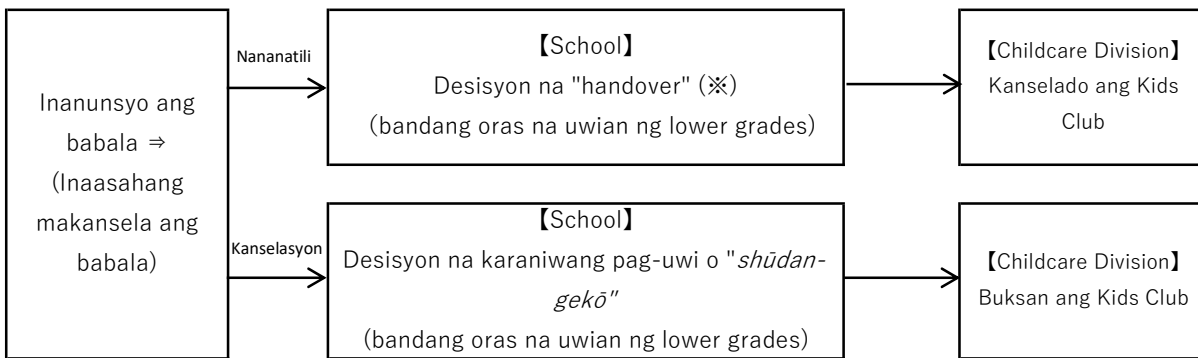 Inanunsyo ang
babala ⇒
(Inaasahang
makansela ang
babala)
Nananatili
【School】
Desisyon na "handover" (※)
(bandang oras na uwian ng lower grades)
【Childcare Division】
Kanselado ang Kids
Club
Kanselasyon
【School】
Desisyon na karaniwang pag-uwi o "shūdan-
gekō"
(bandang oras na uwian ng lower grades)
【Childcare Division】
Buksan ang Kids Club